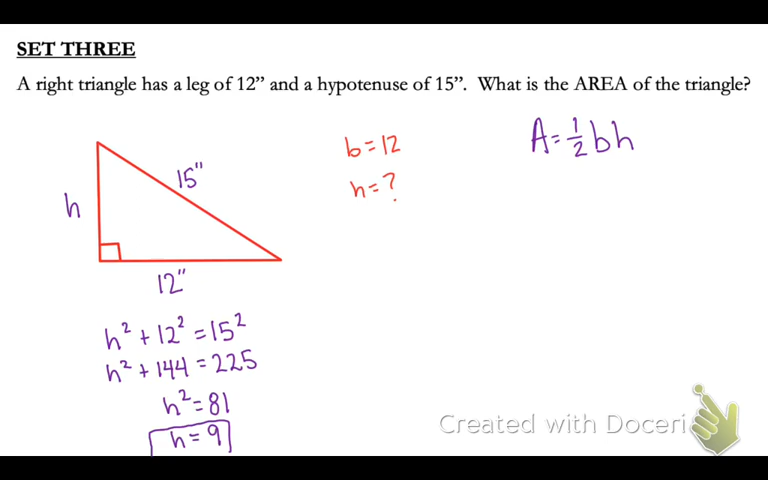 SET THREE
A right triangle has a leg of 12” and a hypotenuse of 15”.  What is the AREA of the triangle?
b = 12
h = ?
A = 1/2 bh
15"
h
12"
h² + 12² = 15²
h² + 144 = 225
h² = 81
h = 9
Created with Doceri